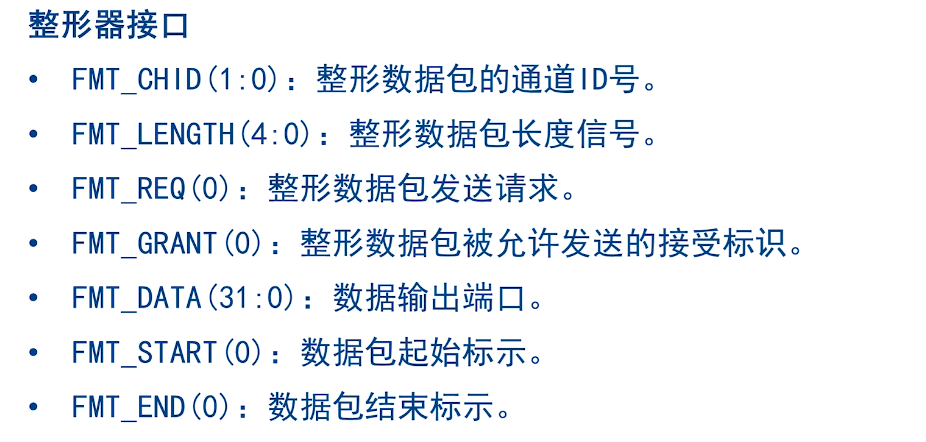 整形器接口
• FMT_CHID(1:0)：整形数据包的通道ID号。
• FMT_LENGTH(4:0)：整形数据包长度信号。
• FMT_REQ(0)：整形数据包发送请求。
• FMT_GRANT(0)：整形数据包被允许发送的接受标识。
• FMT_DATA(31:0)：数据输出端口。
• FMT_START(0)：数据包起始标示。
• FMT_END(0)：数据包结束标示。